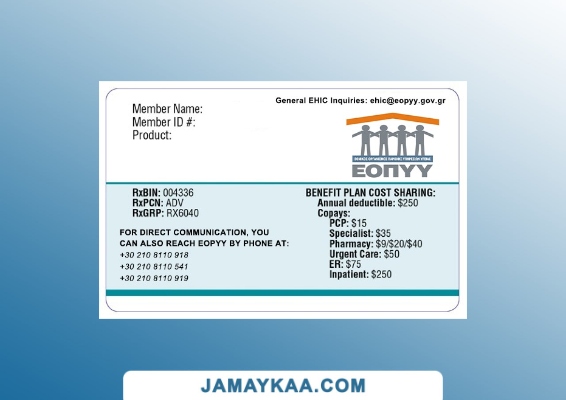 General EHIC Inquiries: ehic@eopyy.gov.gr
Member Name:
Member ID #:
Product:
ΕΟΠΥΥ
RxBIN: 004336
RxPCN: ADV
RxGRP: RX6040
FOR DIRECT COMMUNICATION, YOU
CAN ALSO REACH EOPYY BY PHONE AT:
+30 210 8110 918
+30 210 8110 541
+30 210 8110 919
BENEFIT PLAN COST SHARING:
Annual deductible: $250
Copays:
PCP: $15
Specialist: $35
Pharmacy: $9/$20/$40
Urgent Care: $50
ER: $75
Inpatient: $250
JAMAYKAA.COM